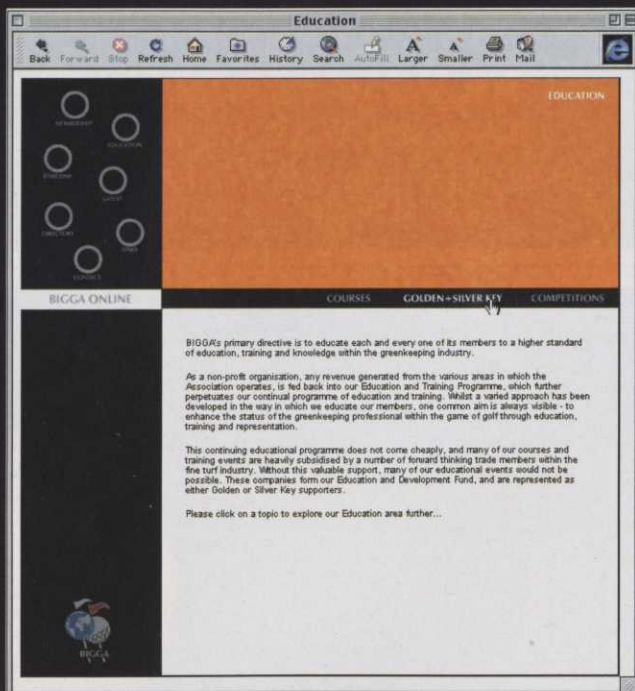 Education
Back Forward Stop Refresh Home Favorites History Search AutoFill Larger Smaller Print Mail
EDUCATION
MEMBERSHIP
EDUCATION
LATEST
DIRECTORY
CONTACT
BIGGA ONLINE
COURSES GOLDEN+SILVER KEY COMPETITIONS
BIGGA's primary directive is to educate each and every one of its members to a higher standard
of education, training and knowledge within the greenkeeping industry.
As a non-profit organisation, any revenue generated from the various areas in which the
Association operates, is fed back into our Education and Training Programme, which further
perpetuates our continual programme of education and training. Whilst a varied approach has been
developed in the way in which we educate our members, one common aim is always visible - to
enhance the status of the greenkeeping professional within the game of golf through education,
training and representation.
This continuing educational programme does not come cheaply, and many of our courses and
training events are heavily subsidised by a number of forward thinking trade members within the
fine turf industry. Without this valuable support, many of our educational events would not be
possible. These companies form our Education and Development Fund, and are represented as
either Golden or Silver Key supporters.
Please click on a topic to explore our Education area further...
BIGGA